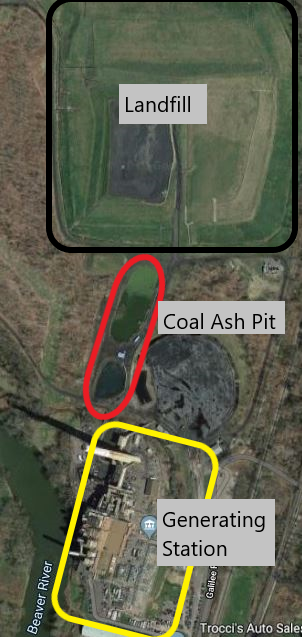 Landfill
Coal Ash Pit
Generating
Station
Beaver River
Trocci's Auto Sales